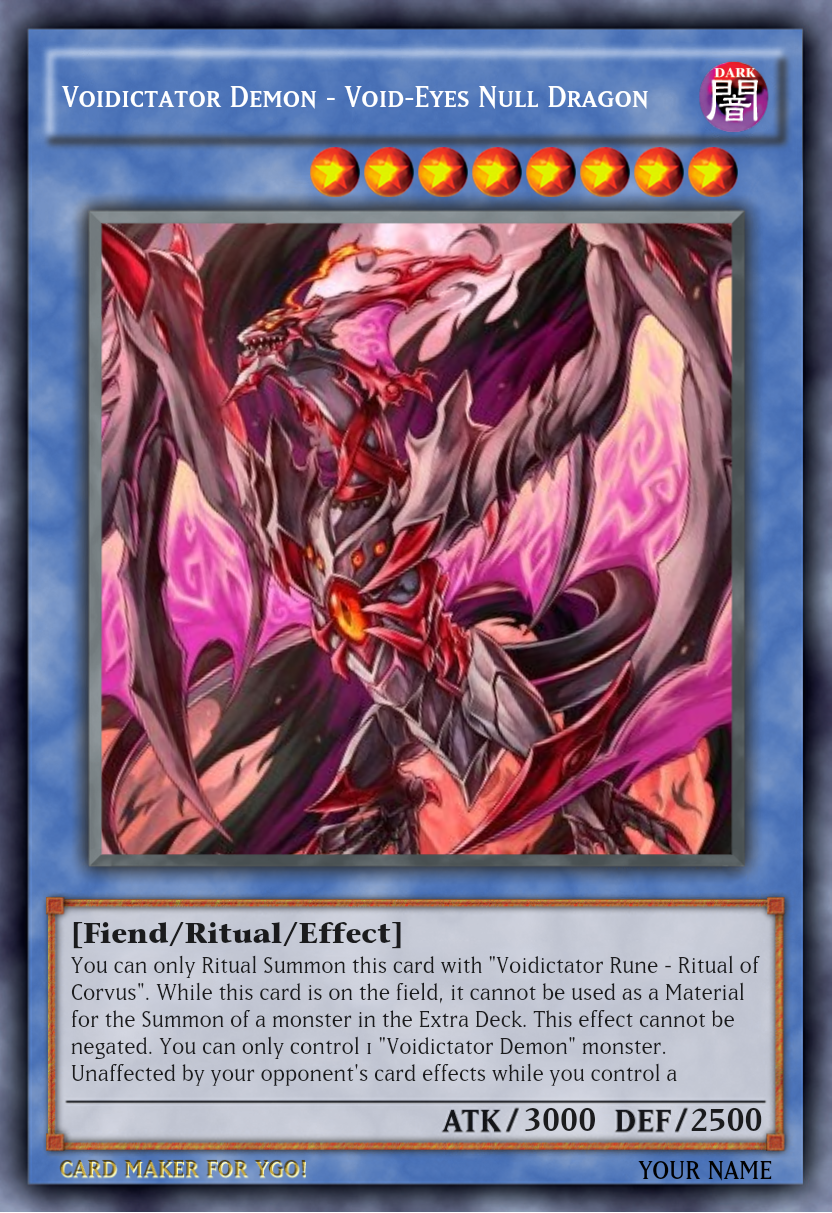 Voidictator Demon - Void-Eyes Null Dragon
DARK
闇
[Fiend/Ritual/Effect]
You can only Ritual Summon this card with "Voidictator Rune - Ritual of
Corvus". While this card is on the field, it cannot be used as a Material
for the Summon of a monster in the Extra Deck. This effect cannot be
negated. You can only control 1 "Voidictator Demon" monster.
Unaffected by your opponent's card effects while you control a
ATK/3000 DEF/2500
CARD MAKER FOR YGO!
YOUR NAME